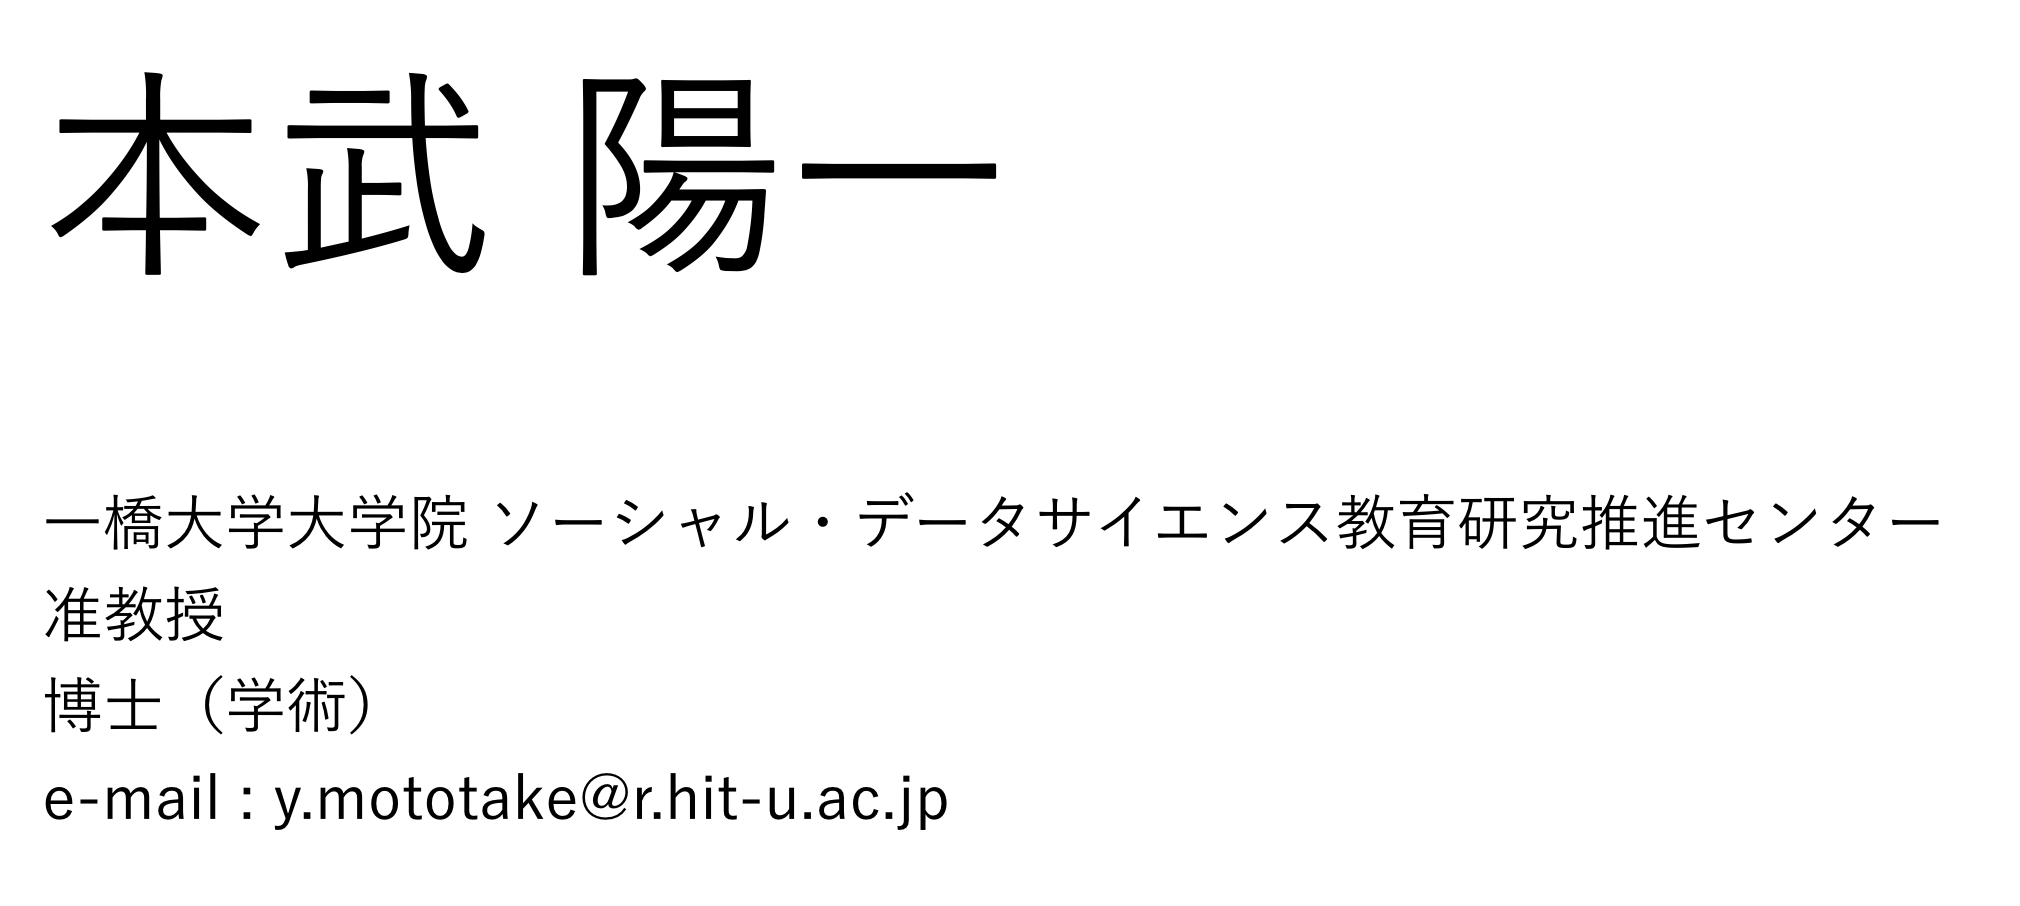 本武 陽一
一橋大学大学院 ソーシャル・データサイエンス教育研究推進センター
准教授
博士（学術）
e-mail : y.mototake@r.hit-u.ac.jp